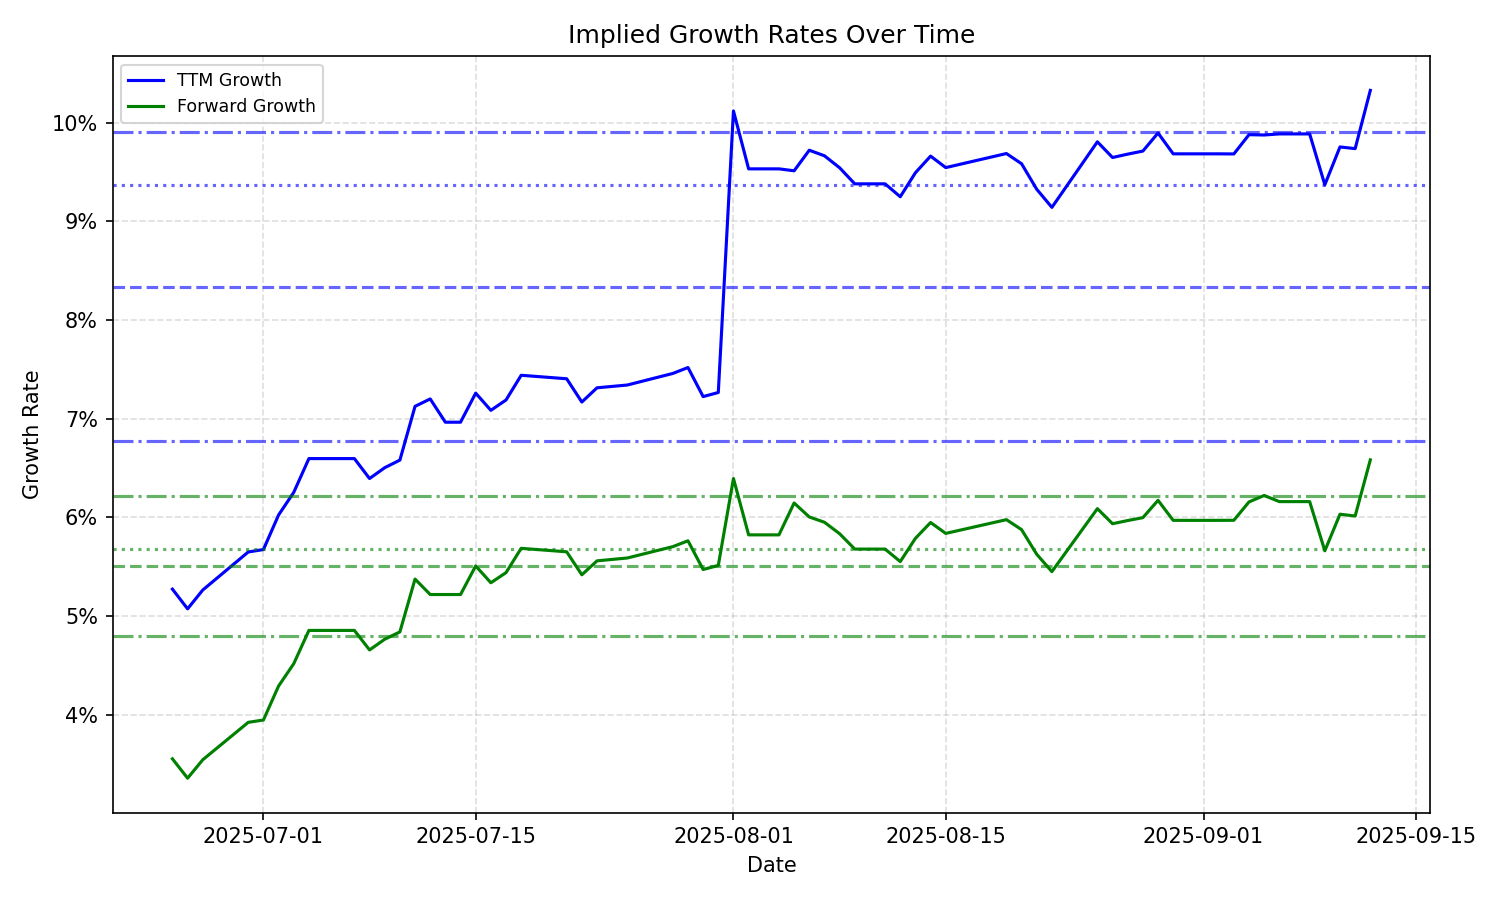 Implied Growth Rates Over Time
TTM Growth
Forward Growth
10%
9%
8%
7%
6%
5%
4%
Growth Rate
2025-07-01
2025-07-15
2025-08-01
2025-08-15
2025-09-01
2025-09-15
Date